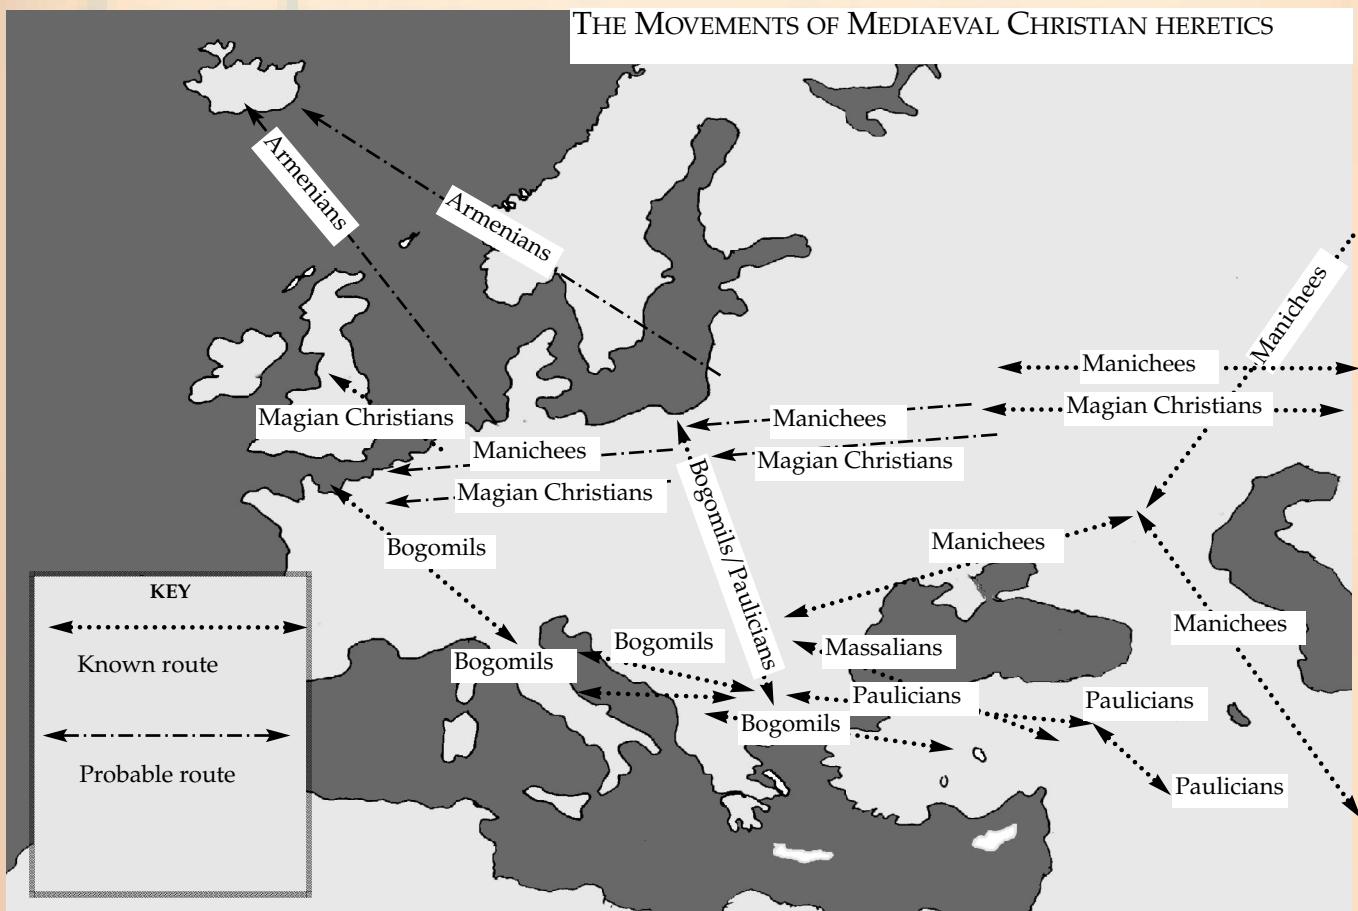 THE MOVEMENTS OF MEDIAEVAL CHRISTIAN HERETICS
Armenians
Armenians
Manichees
Manichees
Magian Christians
Magian Christians
Manichees
Manichees
Magian Christians
Magian Christians
Bogomils/Paulicians
Manichees
Bogomils
Manichees
Bogomils
Massalians
Bogomils
Paulicians
Paulicians
Bogomils
Paulicians
KEY
Known route
Probable route